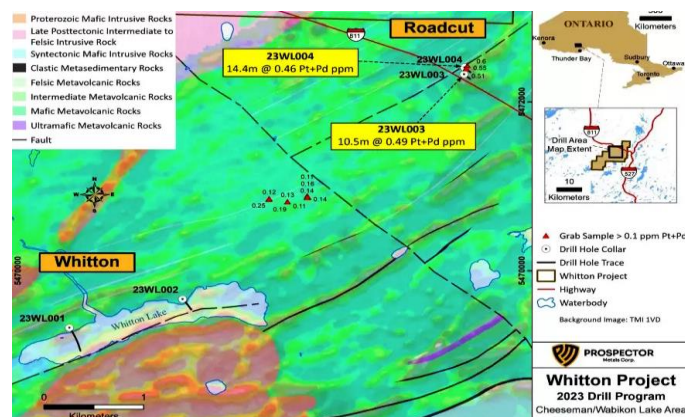 Proterozoic Mafic Intrusive Rocks
Late Posttectonic Intermediate to
Felsic Intrusive Rock
Syntectonic Mafic Intrusive Rocks
Clastic Metasedimentary Rocks
Felsic Metavolcanic Rocks
Intermediate Metavolcanic Rocks
Mafic Metavolcanic Rocks
Ultramafic Metavolcanic Rocks
Fault
Roadcut
811
23WL004
14.4m @ 0.46 Pt+Pd ppm
23WL004
23WL003
0.6
0.55
0.51
23WL003
10.5m @ 0.49 Pt+Pd ppm
5472000
0.16
0.14
0.12
0.13
0.14
0.25
0.19
0.11
N
E
S
W
Whitton
5470000
23WL002
23WL001
Whitton Lake
0
1
Kilometers
ONTARIO
Kilometers
Kenora
Thunder Bay
Sudbury
Ottawa
Toronto
Drill Area
Map Extent
811
527
10
Kilometers
Grab Sample > 0.1 ppm Pt+Pd
Drill Hole Collar
Drill Hole Trace
Whitton Project
Highway
Waterbody
Background Image: TMI 1VD
PROSPECTOR
Metals Corp.
Whitton Project
2023 Drill Program
Cheeseman/Wabikon Lake Area